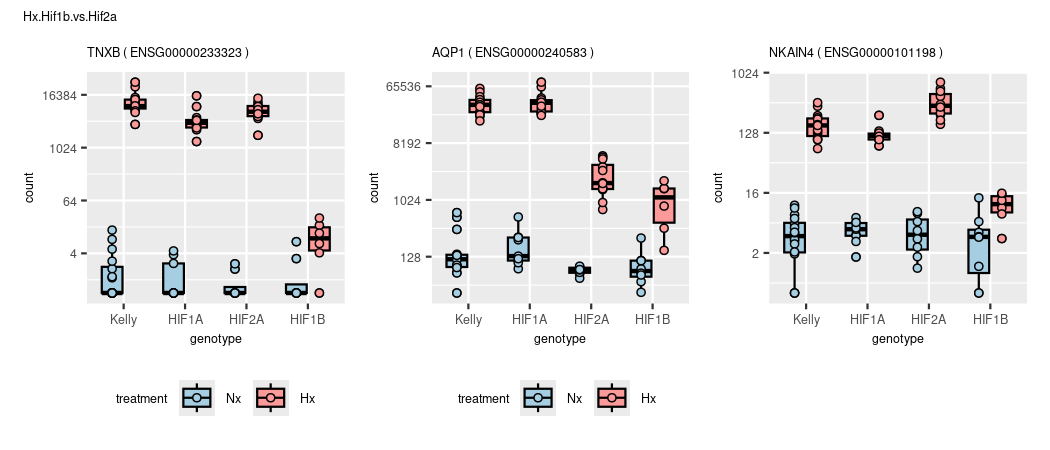 Hx.Hif1b.vs.Hif2a
TNXB ( ENSG00000233323 )
16384
1024
64
4
count
Kelly HIF1A HIF2A HIF1B
genotype
treatment Nx Hx
AQP1 ( ENSG00000240583 )
65536
8192
1024
128
count
Kelly HIF1A HIF2A HIF1B
genotype
treatment Nx Hx
NKAIN4 ( ENSG00000101198 )
1024
128
16
2
count
Kelly HIF1A HIF2A HIF1B
genotype